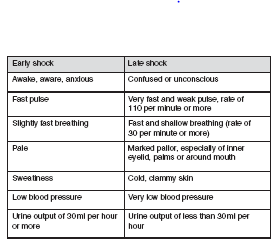 Early shock
Late shock
Awake, aware, anxious
Confused or unconscious
Fast pulse
Very fast and weak pulse, rate of
110 per minute or more
Slightly fast breathing
Fast and shallow breathing (rate of
30 per minute or more)
Pale
Marked pallor, especially of inner
eyelid, palms or around mouth
Sweatiness
Cold, clammy skin
Low blood pressure
Very low blood pressure
Urine output of 30ml per hour
or more
Urine output of less than 30ml per
hour